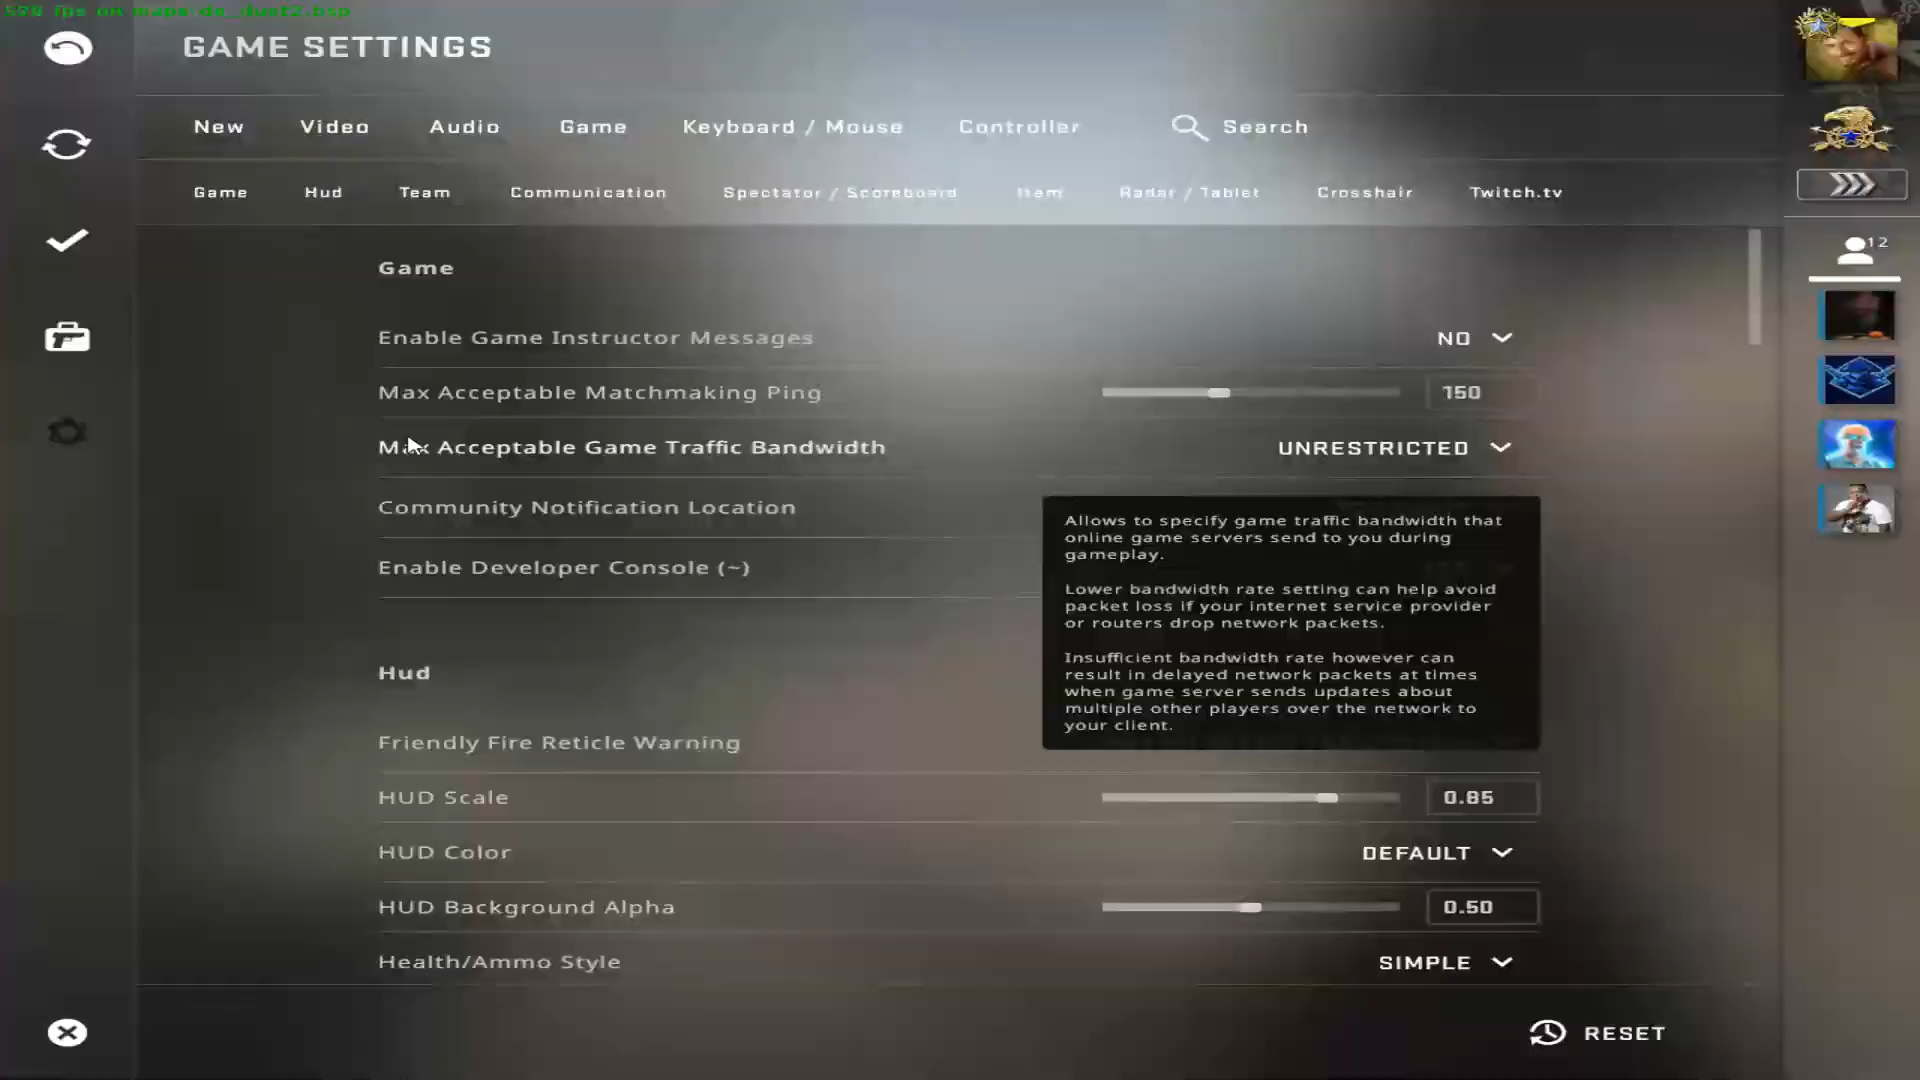 fps on maps de_dust2.bsp
GAME SETTINGS
New Video Audio Game Keyboard / Mouse Controller Search
Game Hud Team Communication Spectator / Scoreboard Item Radar / Tablet Crosshair Twitch.tv
12
Game
Enable Game Instructor Messages NO
Max Acceptable Matchmaking Ping 150
Max Acceptable Game Traffic Bandwidth UNRESTRICTED
Community Notification Location
Enable Developer Console (~)
Allows to specify game traffic bandwidth that
online game servers send to you during
gameplay.
Lower bandwidth rate setting can help avoid
packet loss if your internet service provider
or routers drop network packets.
Insufficient bandwidth rate however can
result in delayed network packets at times
when game server sends updates about
multiple other players over the network to
your client.
Hud
Friendly Fire Reticle Warning
HUD Scale 0.85
HUD Color DEFAULT
HUD Background Alpha 0.50
Health/Ammo Style SIMPLE
RESET